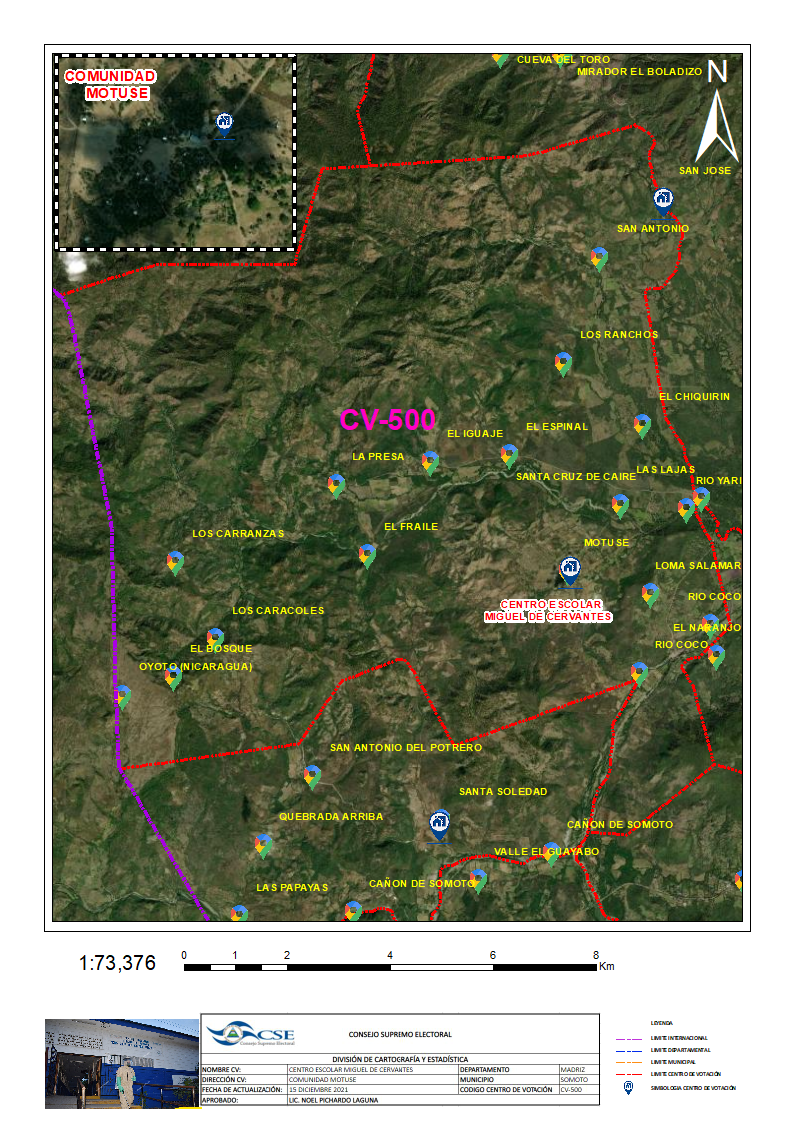 COMUNIDAD
MOTUSE
CUEVA DEL TORO
MIRADOR EL BOLADIZO
N
SAN JOSE
SAN ANTONIO
LOS RANCHOS
EL CHIQUIRIN
CV-500
EL ESPINAL
EL IGUAJE
LA PRESA
LAS LAJAS
SANTA CRUZ DE CAIRE
RIO YARI
EL FRAILE
LOS CARRANZAS
MOTUSE
LOMA SALAMAR
CENTRO ESCOLAR
MIGUEL DE CERVANTES
RIO COCO
LOS CARACOLES
EL NARANJO
RIO COCO
EL BOSQUE
OYOTO (NICARAGUA)
SAN ANTONIO DEL POTRERO
SANTA SOLEDAD
QUEBRADA ARRIBA
CAÑON DE SOMOTO
VALLE EL GUAYABO
CAÑON DE SOMOTO
LAS PAPAYAS
1:73,376
0 1 2 4 6 8
Km
CSE
Consejo Supremo Electoral
CONSEJO SUPREMO ELECTORAL
DIVISIÓN DE CARTOGRAFÍA Y ESTADÍSTICA
NOMBRE CV: CENTRO ESCOLAR MIGUEL DE CERVANTES DEPARTAMENTO MADRIZ
DIRECCIÓN CV: COMUNIDAD MOTUSE MUNICIPIO SOMOTO
FECHA DE ACTUALIZACIÓN: 15 DICIEMBRE 2021 CODIGO CENTRO DE VOTACIÓN CV-500
APROBADO: LIC. NOEL PICHARDO LAGUNA
LEYENDA
LIMITE INTERNACIONAL
LIMITE DEPARTAMENTAL
LIMITE MUNICIPAL
LIMITE CENTRO DE VOTACIÓN
SIMBOLOGIA CENTRO DE VOTACIÓN